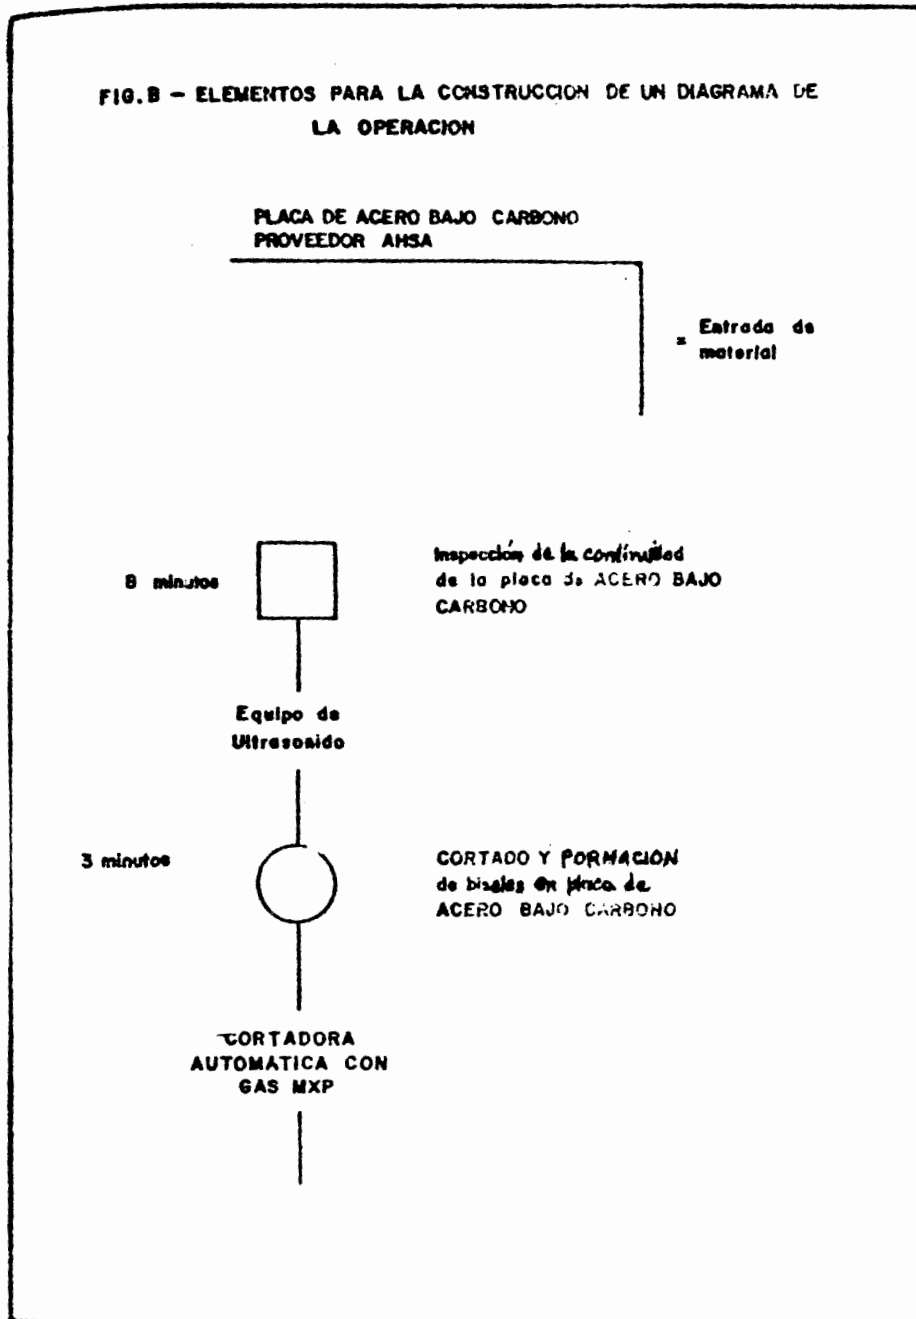 FIG. B - ELEMENTOS PARA LA CONSTRUCCION DE UN DIAGRAMA DE
LA OPERACION
PLACA DE ACERO BAJO CARBONO
PROVEEDOR AHSA
= Entrada de
material
8 minutos
Inspección de la continuidad
de la placa de ACERO BAJO
CARBONO
Equipo de
Ultrasonido
3 minutos
CORTADO Y FORMACIÓN
de biseles en placa de
ACERO BAJO CARBONO
CORTADORA
AUTOMATICA CON
GAS MXP